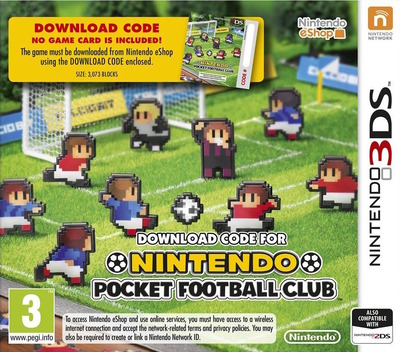 DOWNLOAD CODE
NO GAME CARD IS INCLUDED!
The game must be downloaded from Nintendo eShop
using the DOWNLOAD CODE enclosed.
SIZE: 3,073 BLOCKS
Nintendo
eShop
NINTENDO
NETWORK
NINTENDO 3DS
DOWNLOAD CODE FOR
NINTENDO
POCKET FOOTBALL CLUB
3
www.pegi.info
To access Nintendo eShop and use online services, you must have access to a wireless
Internet connection and accept the network-related terms and privacy policies. You may
also be required to create or link a Nintendo Network ID.
Nintendo
ALSO
COMPATIBLE
WITH
NINTENDO 2DS